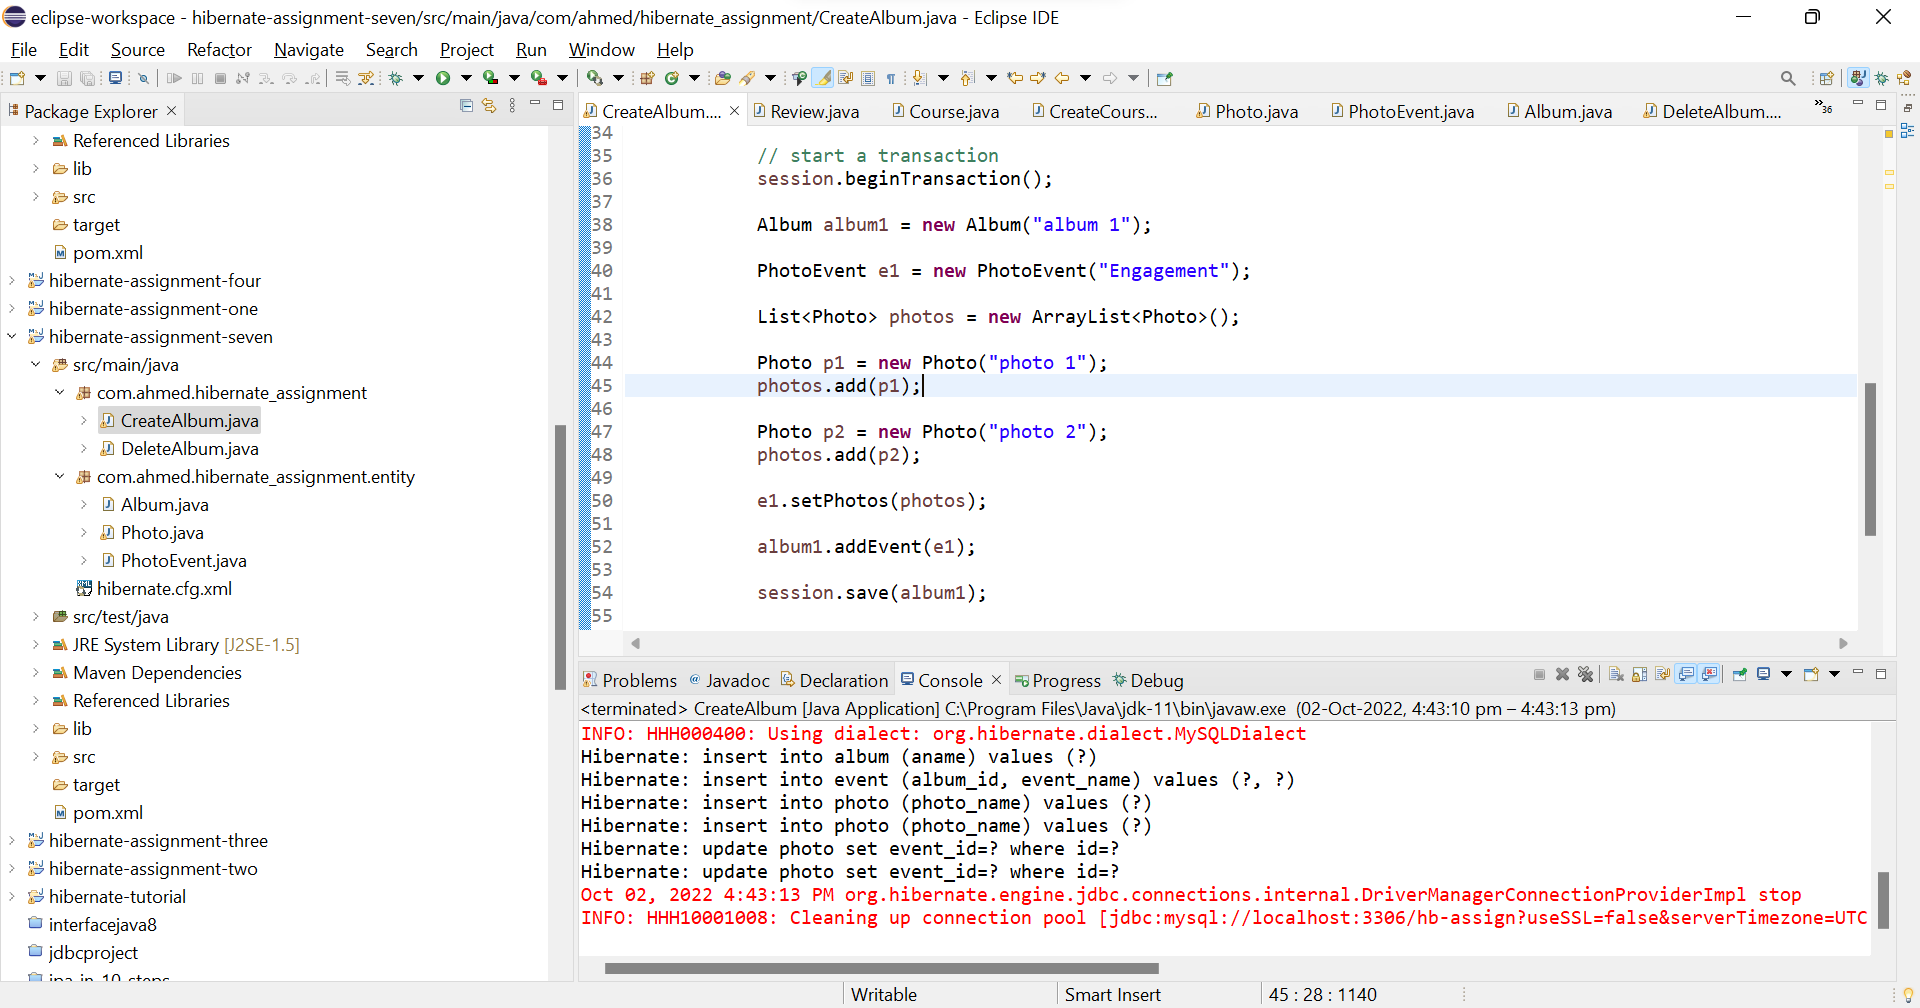 eclipse-workspace - hibernate-assignment-seven/src/main/java/com/ahmed/hibernate_assignment/CreateAlbum.java - Eclipse IDE
File Edit Source Refactor Navigate Search Project Run Window Help
Package Explorer
Referenced Libraries
lib
src
target
pom.xml
hibernate-assignment-four
hibernate-assignment-one
hibernate-assignment-seven
src/main/java
com.ahmed.hibernate_assignment
CreateAlbum.java
DeleteAlbum.java
com.ahmed.hibernate_assignment.entity
Album.java
Photo.java
PhotoEvent.java
hibernate.cfg.xml
src/test/java
JRE System Library [J2SE-1.5]
Maven Dependencies
Referenced Libraries
lib
src
target
pom.xml
hibernate-assignment-three
hibernate-assignment-two
hibernate-tutorial
interfacejava8
jdbcproject
CreateAlbum.... Review.java Course.java CreateCours... Photo.java PhotoEvent.java Album.java DeleteAlbum.... »36
34
35 // start a transaction
36 session.beginTransaction();
37
38 Album album1 = new Album("album 1");
39
40 PhotoEvent e1 = new PhotoEvent("Engagement");
41
42 List<Photo> photos = new ArrayList<Photo>();
43
44 Photo p1 = new Photo("photo 1");
45 photos.add(p1);
46
47 Photo p2 = new Photo("photo 2");
48 photos.add(p2);
49
50 e1.setPhotos(photos);
51
52 album1.addEvent(e1);
53
54 session.save(album1);
55
Problems @ Javadoc Declaration Console Progress Debug
<terminated> CreateAlbum [Java Application] C:\Program Files\Java\jdk-11\bin\javaw.exe (02-Oct-2022, 4:43:10 pm – 4:43:13 pm)
INFO: HHH000400: Using dialect: org.hibernate.dialect.MySQLDialect
Hibernate: insert into album (aname) values (?)
Hibernate: insert into event (album_id, event_name) values (?, ?)
Hibernate: insert into photo (photo_name) values (?)
Hibernate: insert into photo (photo_name) values (?)
Hibernate: update photo set event_id=? where id=?
Hibernate: update photo set event_id=? where id=?
Oct 02, 2022 4:43:13 PM org.hibernate.engine.jdbc.connections.internal.DriverManagerConnectionProviderImpl stop
INFO: HHH10001008: Cleaning up connection pool [jdbc:mysql://localhost:3306/hb-assign?useSSL=false&serverTimezone=UTC
Writable Smart Insert 45 : 28 : 1140